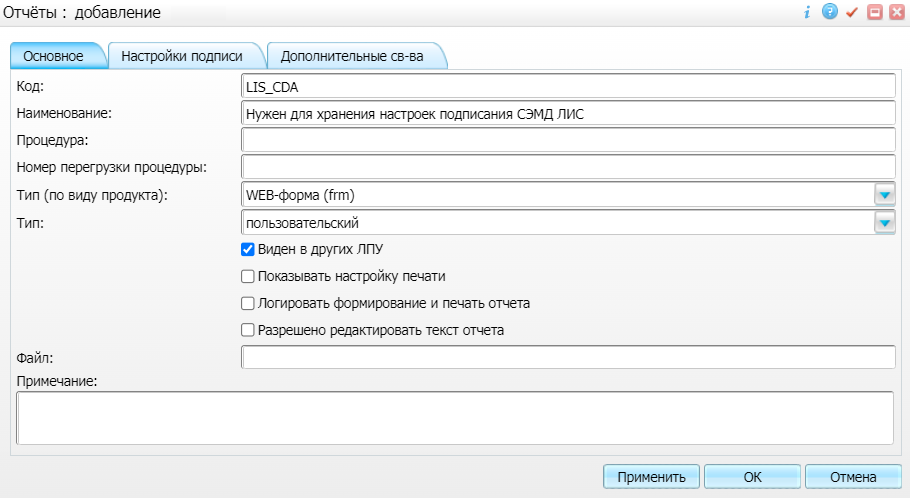 Отчёты : добавление
Основное Настройки подписи Дополнительные св-ва
Код: LIS_CDA
Наименование: Нужен для хранения настроек подписания СЭМД ЛИС
Процедура:
Номер перегрузки процедуры:
Тип (по виду продукта): WEB-форма (frm)
Тип: пользовательский
Виден в других ЛПУ
Показывать настройку печати
Логировать формирование и печать отчета
Разрешено редактировать текст отчета
Файл:
Примечание:
Применить ОК Отмена